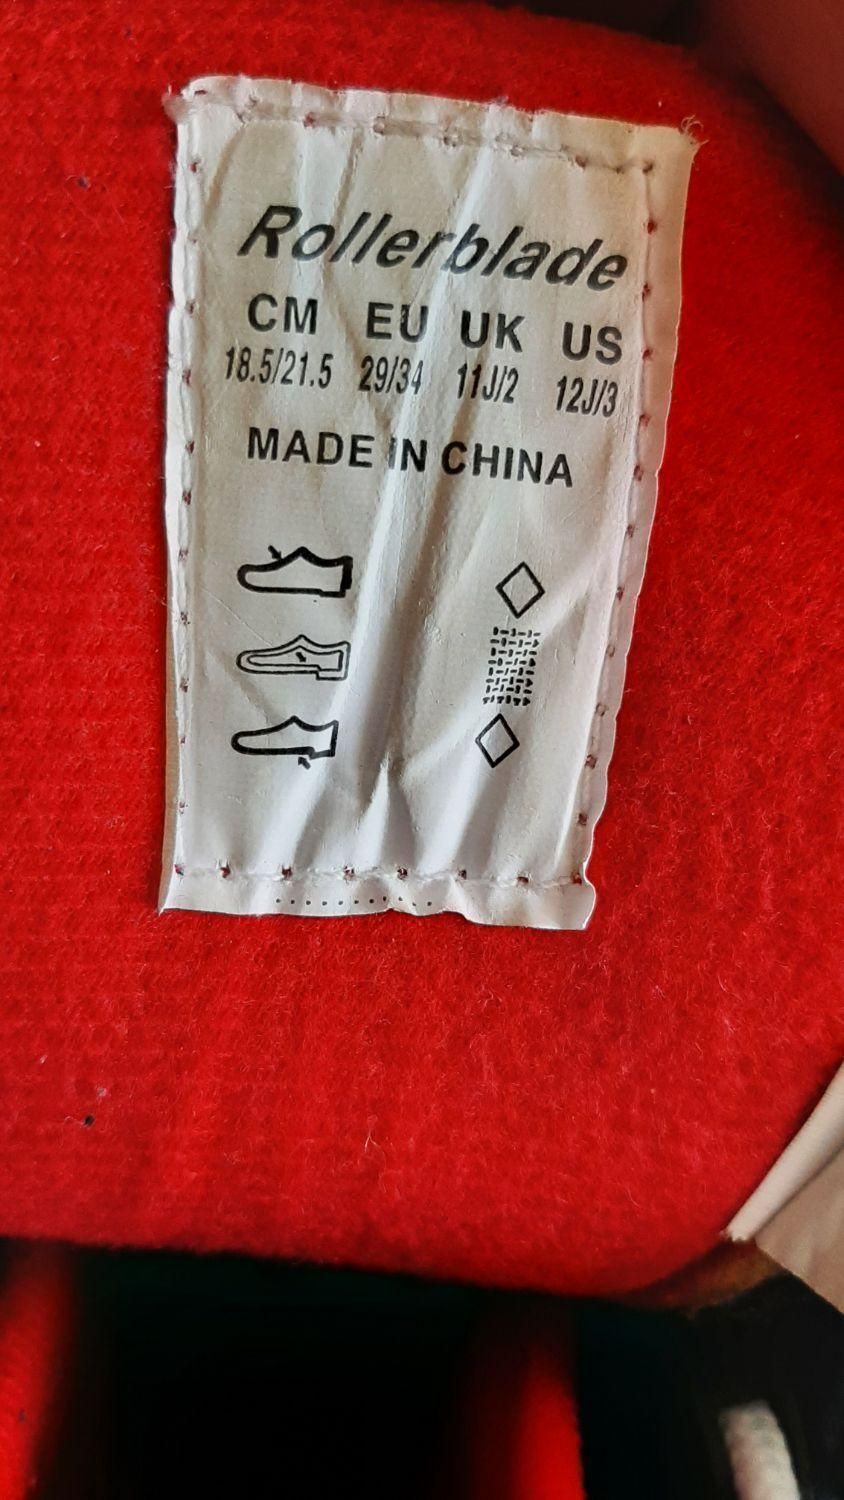 Rollerblade
CM EU UK US
18.5/21.5 29/34 11J/2 12J/3
MADE IN CHINA